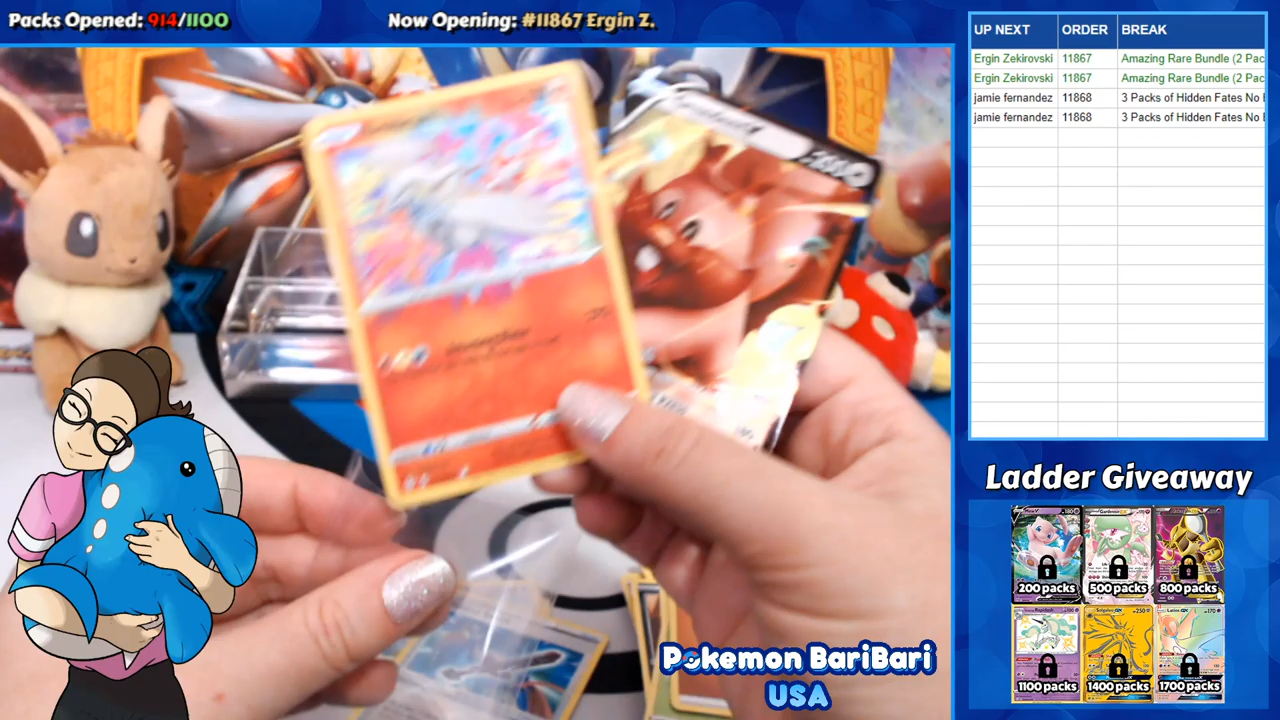 Packs Opened: 914/1100
Now Opening: #11867 Ergin Z.
UP NEXT ORDER BREAK
Ergin Zekirovski 11867 Amazing Rare Bundle (2 Pac
Ergin Zekirovski 11867 Amazing Rare Bundle (2 Pac
jamie fernandez 11868 3 Packs of Hidden Fates No
jamie fernandez 11868 3 Packs of Hidden Fates No
Ladder Giveaway
200 packs 500 packs 800 packs
1100 packs 1400 packs 1700 packs
Pokemon BariBari
USA